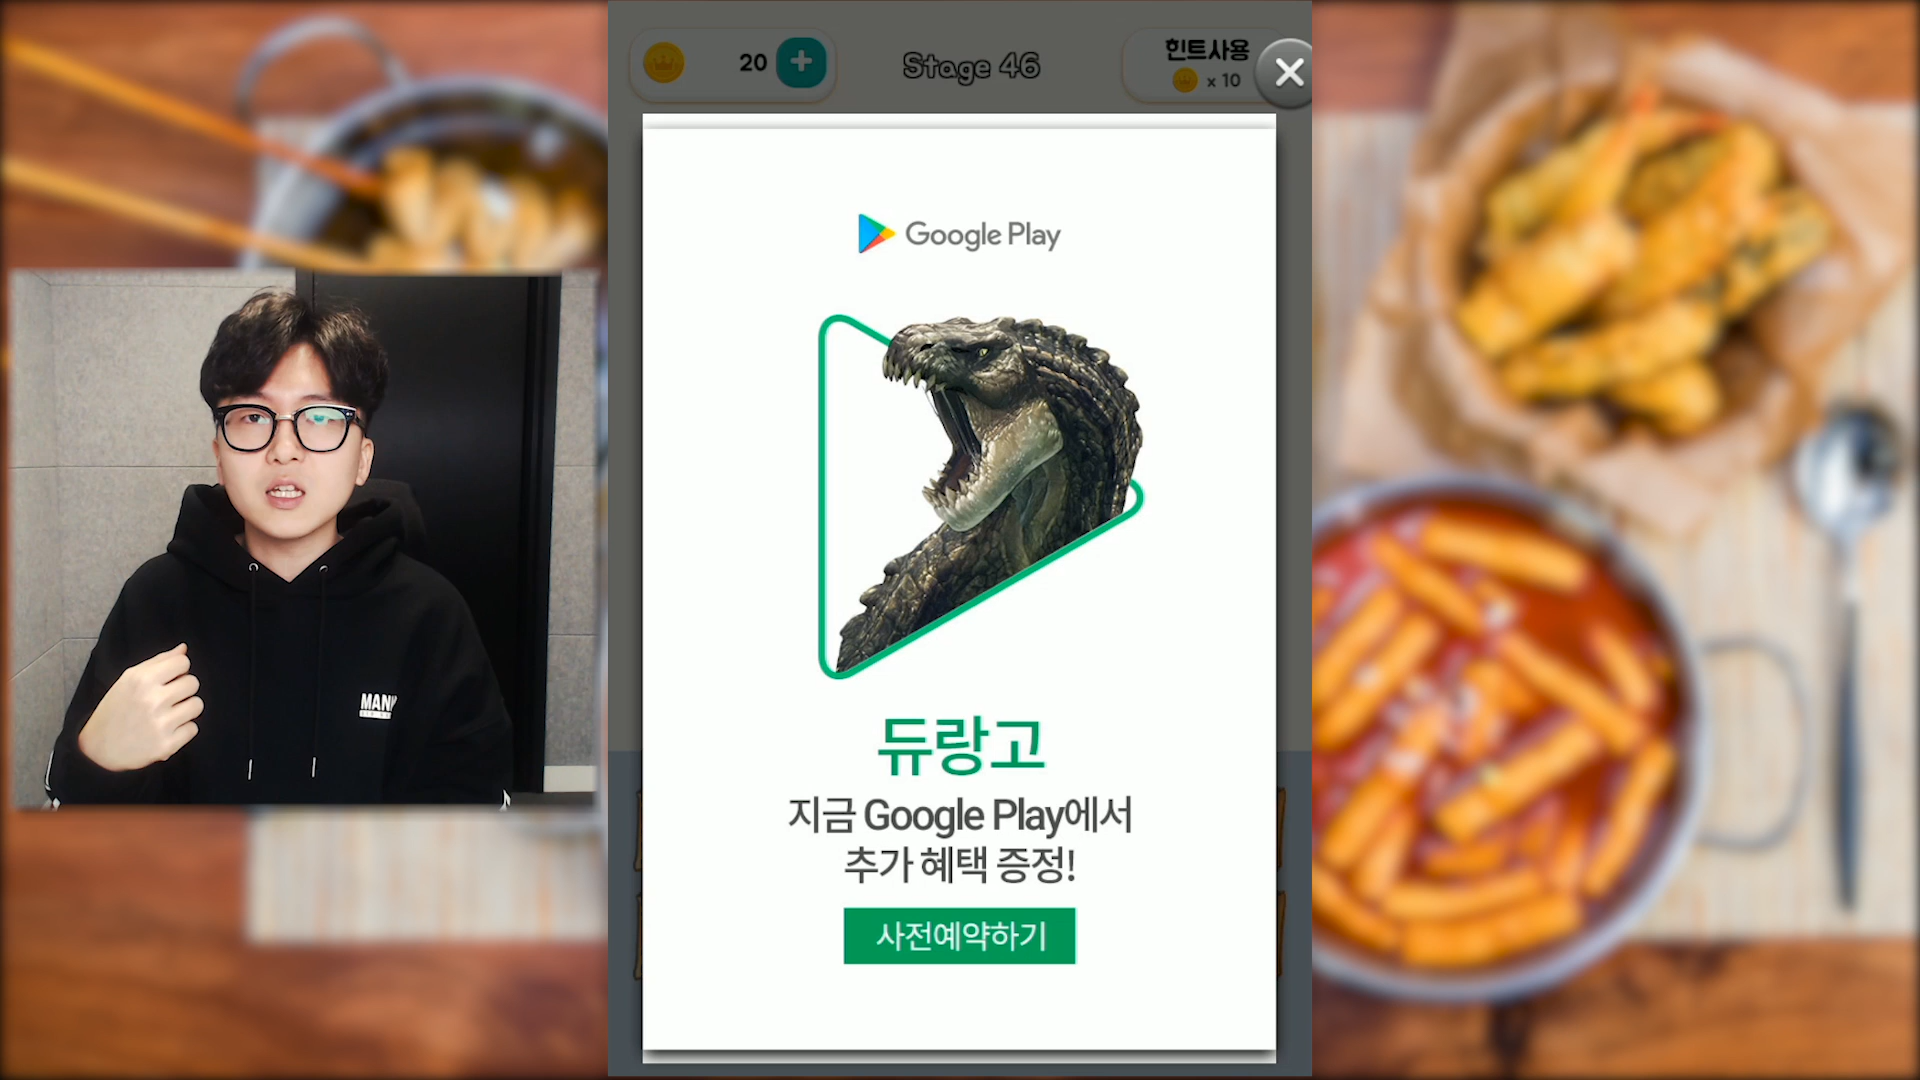 20
Stage 46
힌트사용
x 10
Google Play
듀랑고
지금 Google Play에서
추가 혜택 증정!
사전예약하기